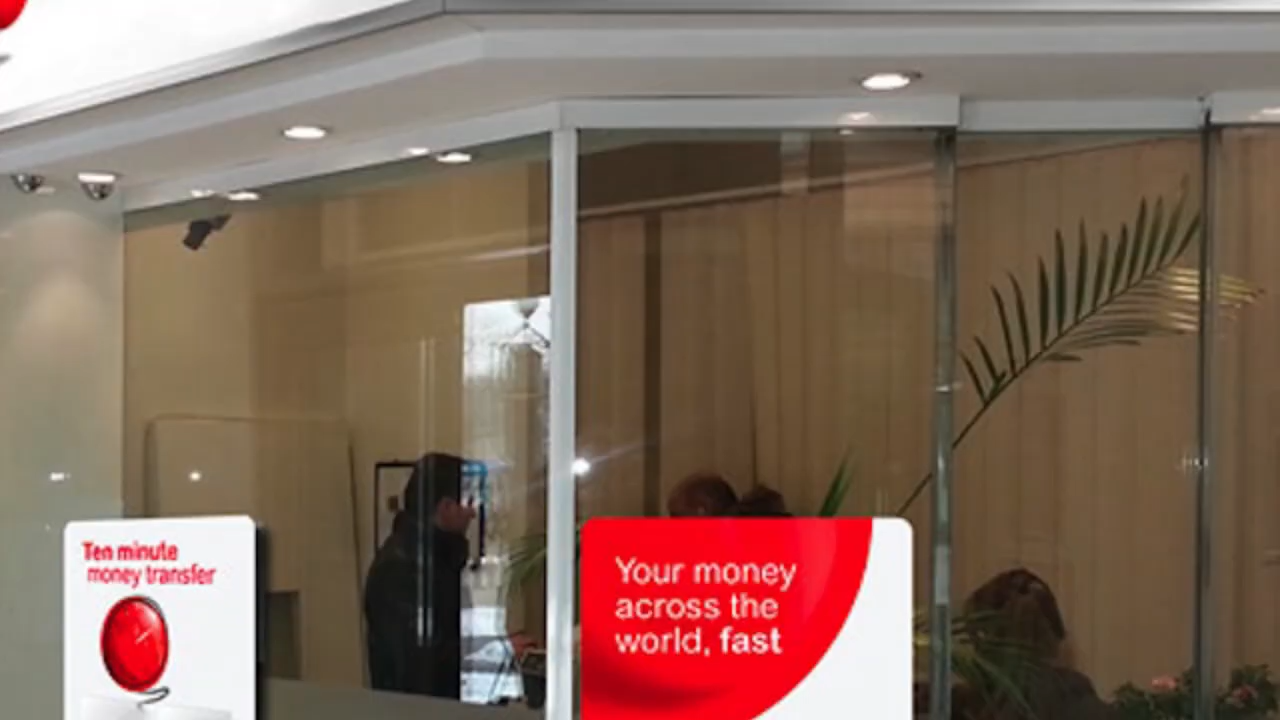 Ten minute
money transfer
Your money
across the
world, fast